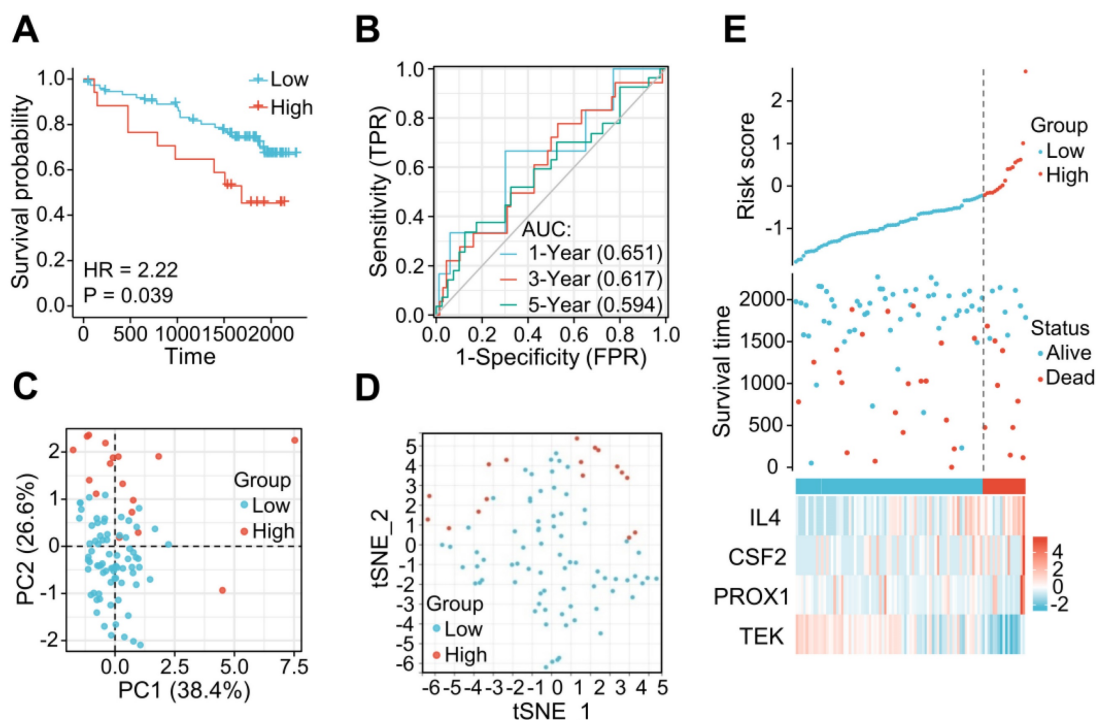 A
Survival probability
1.0
0.8
0.6
0.4
0.2
0.0
Low
High
HR = 2.22
P = 0.039
0 500 1000 1500 2000
Time
B
Sensitivity (TPR)
1.0
0.8
0.6
0.4
0.2
0.0
AUC:
1-Year (0.651)
3-Year (0.617)
5-Year (0.594)
0.0 0.2 0.4 0.6 0.8 1.0
1-Specificity (FPR)
C
PC2 (26.6%)
2
1
0
-1
-2
Group
Low
High
0.0 2.5 5.0 7.5
PC1 (38.4%)
D
tSNE_2
5
4
3
2
1
0
-1
-2
-3
-4
-5
-6
Group
Low
High
-6 -5 -4 -3 -2 -1 0 1 2 3 4 5
tSNE_1
E
Risk score
2
1
0
-1
Group
Low
High
Survival time
2000
1500
1000
500
0
Status
Alive
Dead
IL4
CSF2
PROX1
TEK
4
2
0
-2